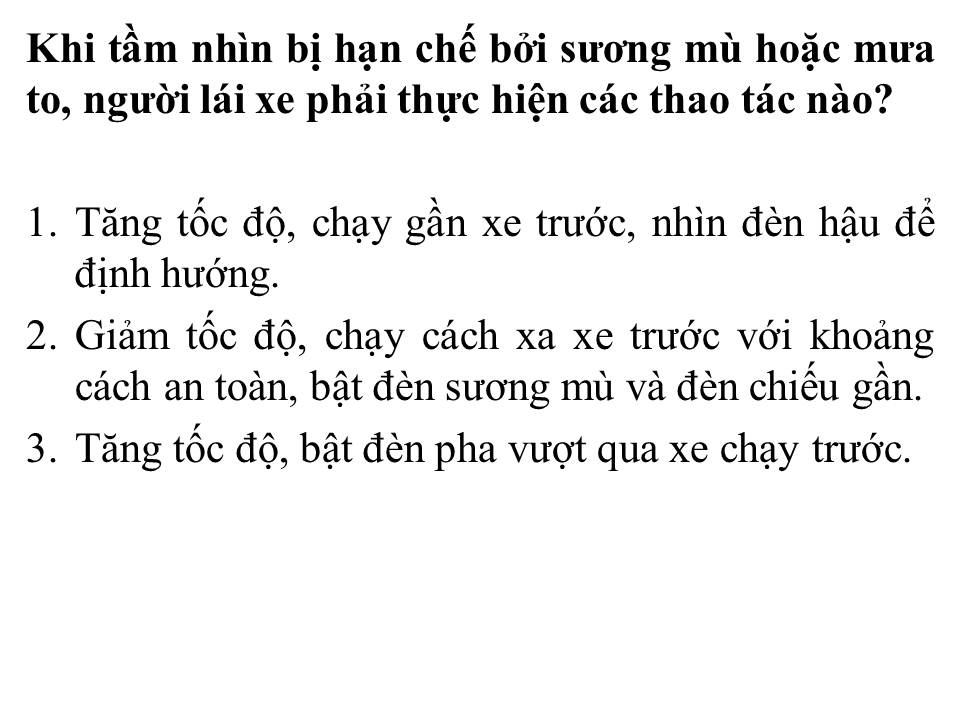 Khi tầm nhìn bị hạn chế bởi sương mù hoặc mưa
to, người lái xe phải thực hiện các thao tác nào?
1. Tăng tốc độ, chạy gần xe trước, nhìn đèn hậu để
định hướng.
2. Giảm tốc độ, chạy cách xa xe trước với khoảng
cách an toàn, bật đèn sương mù và đèn chiếu gần.
3. Tăng tốc độ, bật đèn pha vượt qua xe chạy trước.